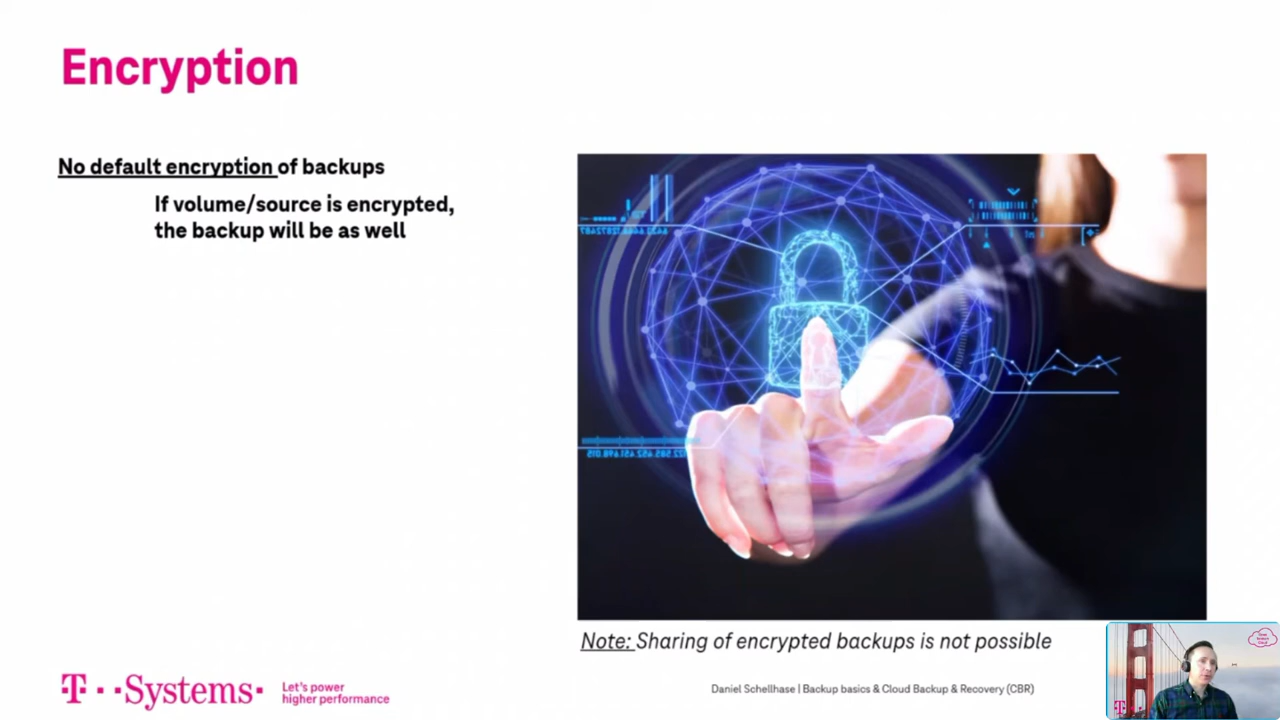 Encryption
No default encryption of backups
If volume/source is encrypted,
the backup will be as well
Note: Sharing of encrypted backups is not possible
T··Systems·
Let's power
higher performance
Daniel Schellhase | Backup basics & Cloud Backup & Recovery (CBR)